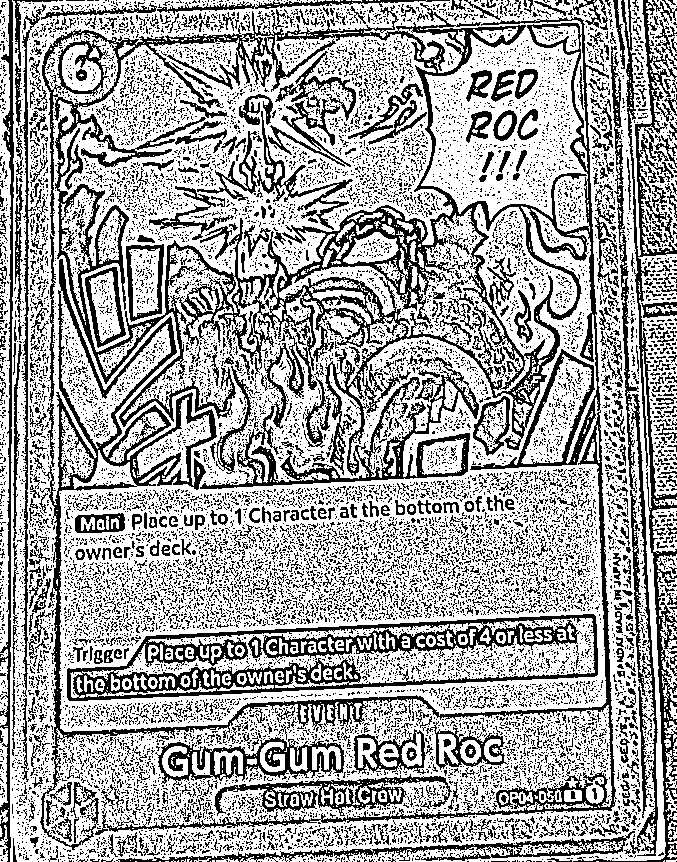 6
RED
ROC
!!!
Main Place up to 1 Character at the bottom of the
owner's deck.
Trigger Place up to 1 Character with a cost of 4 or less at
the bottom of the owner's deck.
EVENT
Gum-Gum Red Roc
Straw Hat Crew
1